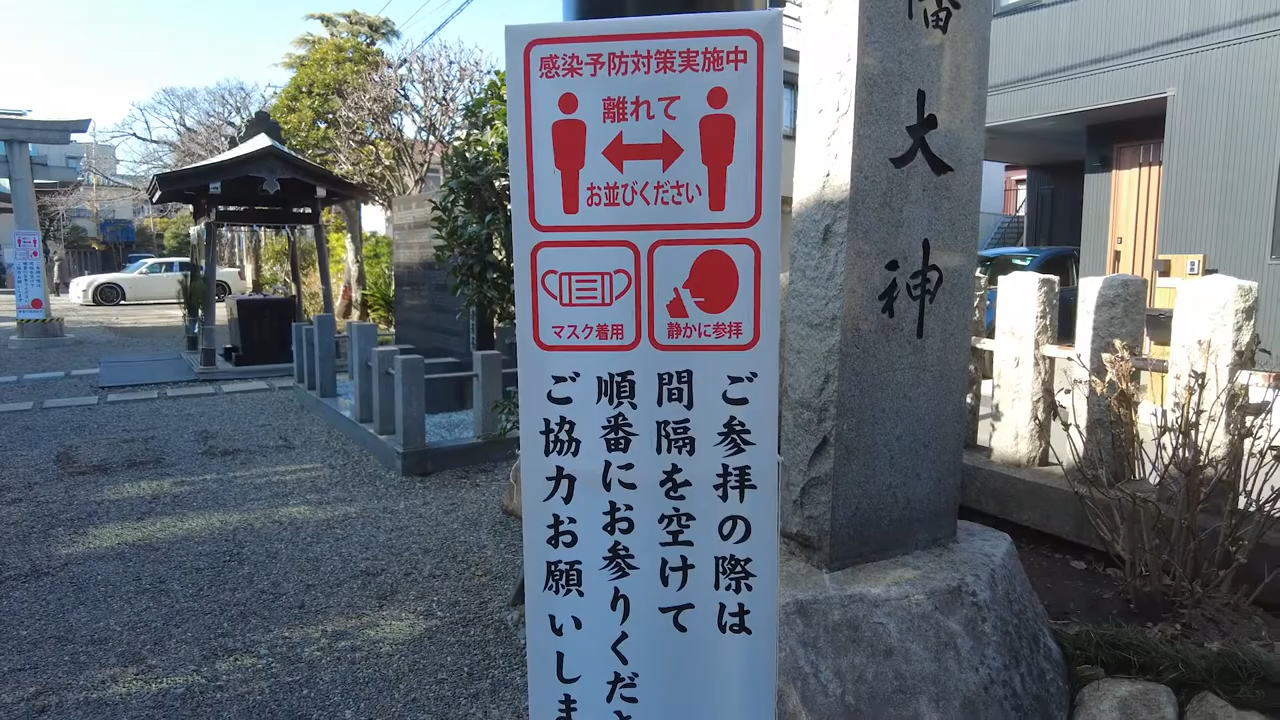 感染予防対策実施中
離れて
お並びください
マスク着用
静かに参拝
ご参拝の際は
間隔を空けて
順番にお参りくださ
ご協力お願いしま
幡大神